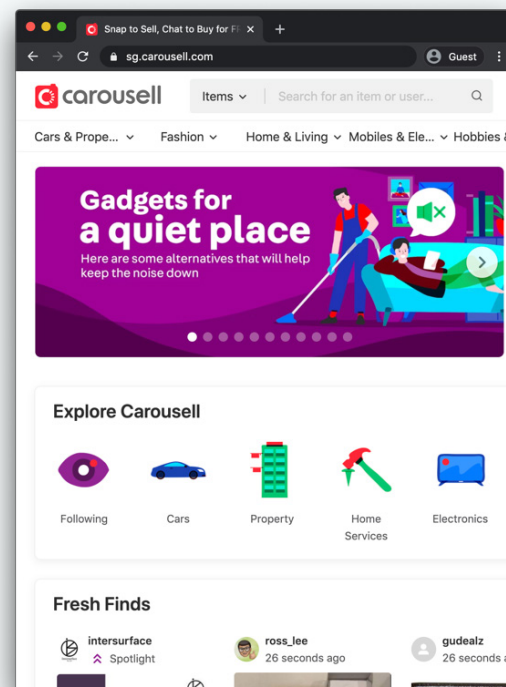 Snap to Sell, Chat to Buy for F
sg.carousell.com
Guest
carousell
Items
Search for an item or user...
Cars & Prope...
Fashion
Home & Living
Mobiles & Ele...
Hobbies &
Gadgets for
a quiet place
Here are some alternatives that will help
keep the noise down
Explore Carousell
Following
Cars
Property
Home
Services
Electronics
Fresh Finds
intersurface
Spotlight
ross_lee
26 seconds ago
gudealz
26 seconds a